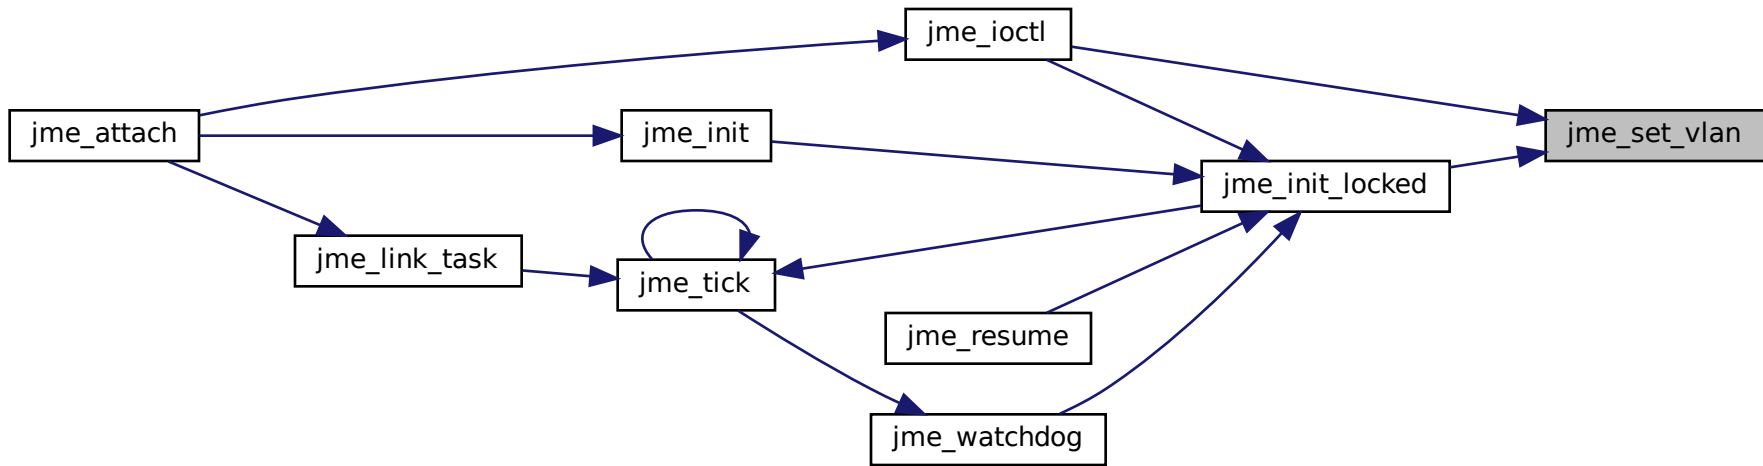 jme_ioctl
jme_attach
jme_init
jme_set_vlan
jme_init_locked
jme_link_task
jme_tick
jme_resume
jme_watchdog